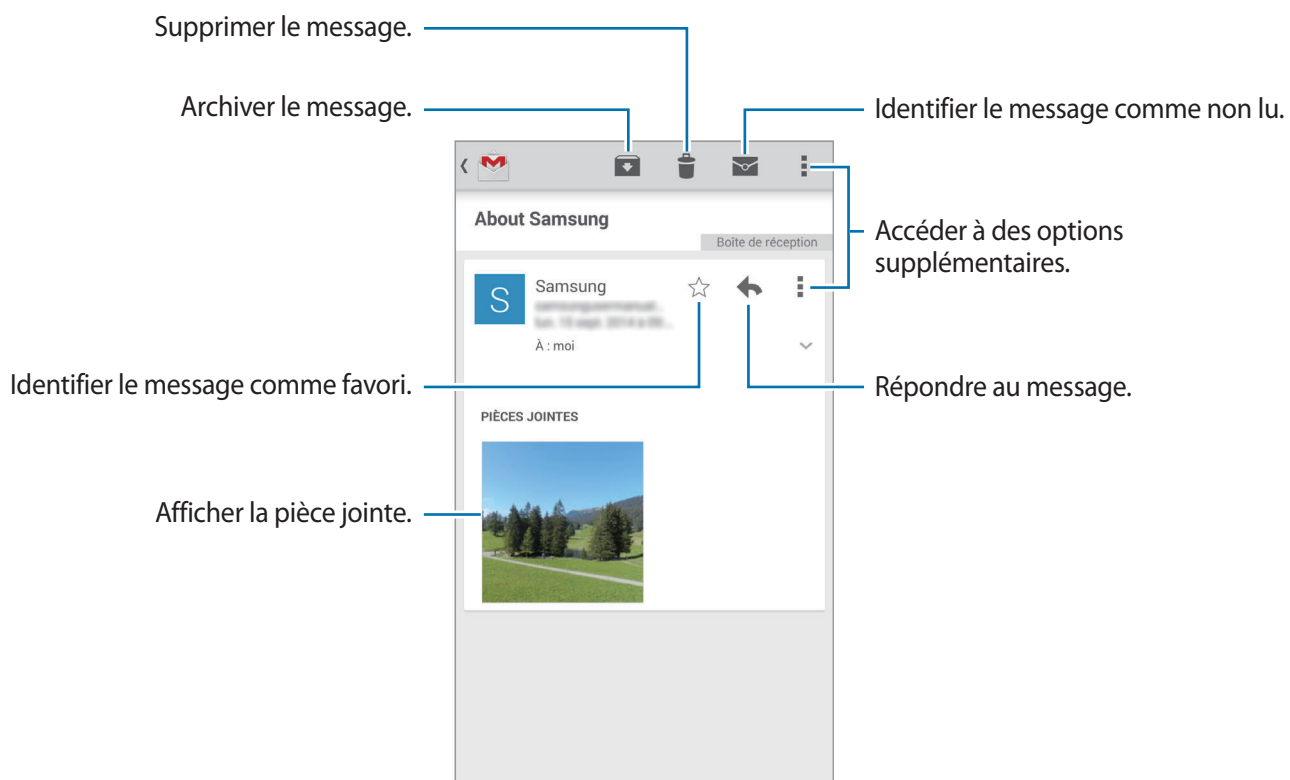 Supprimer le message.
Archiver le message.
Identifier le message comme non lu.
About Samsung
Boîte de réception
Accéder à des options
supplémentaires.
S
Samsung
À : moi
Identifier le message comme favori.
Répondre au message.
PIÈCES JOINTES
Afficher la pièce jointe.